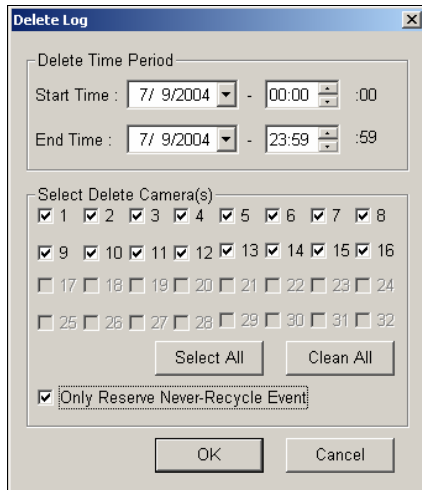 Delete Log
Delete Time Period
Start Time : 7/ 9/2004 - 00:00 :00
End Time : 7/ 9/2004 - 23:59 :59
Select Delete Camera(s)
1 2 3 4 5 6 7 8
9 10 11 12 13 14 15 16
17 18 19 20 21 22 23 24
25 26 27 28 29 30 31 32
Select All Clean All
Only Reserve Never-Recycle Event
OK Cancel